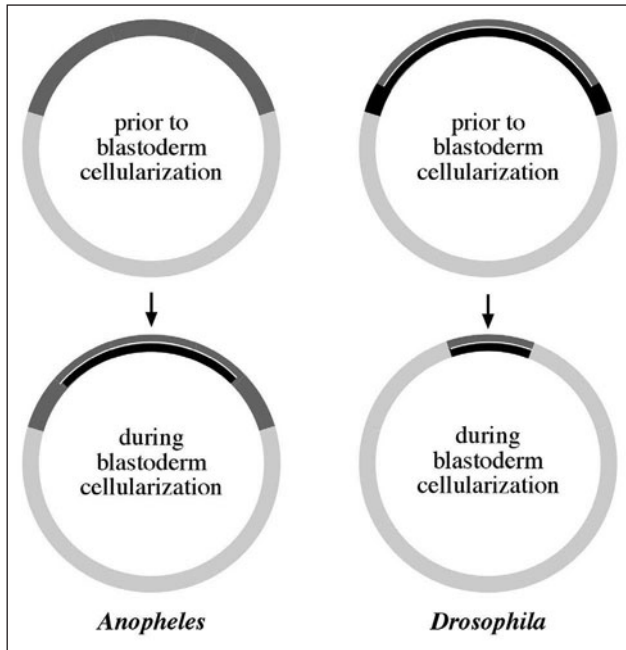 prior to
blastoderm
cellularization
prior to
blastoderm
cellularization
during
blastoderm
cellularization
during
blastoderm
cellularization
Anopheles
Drosophila